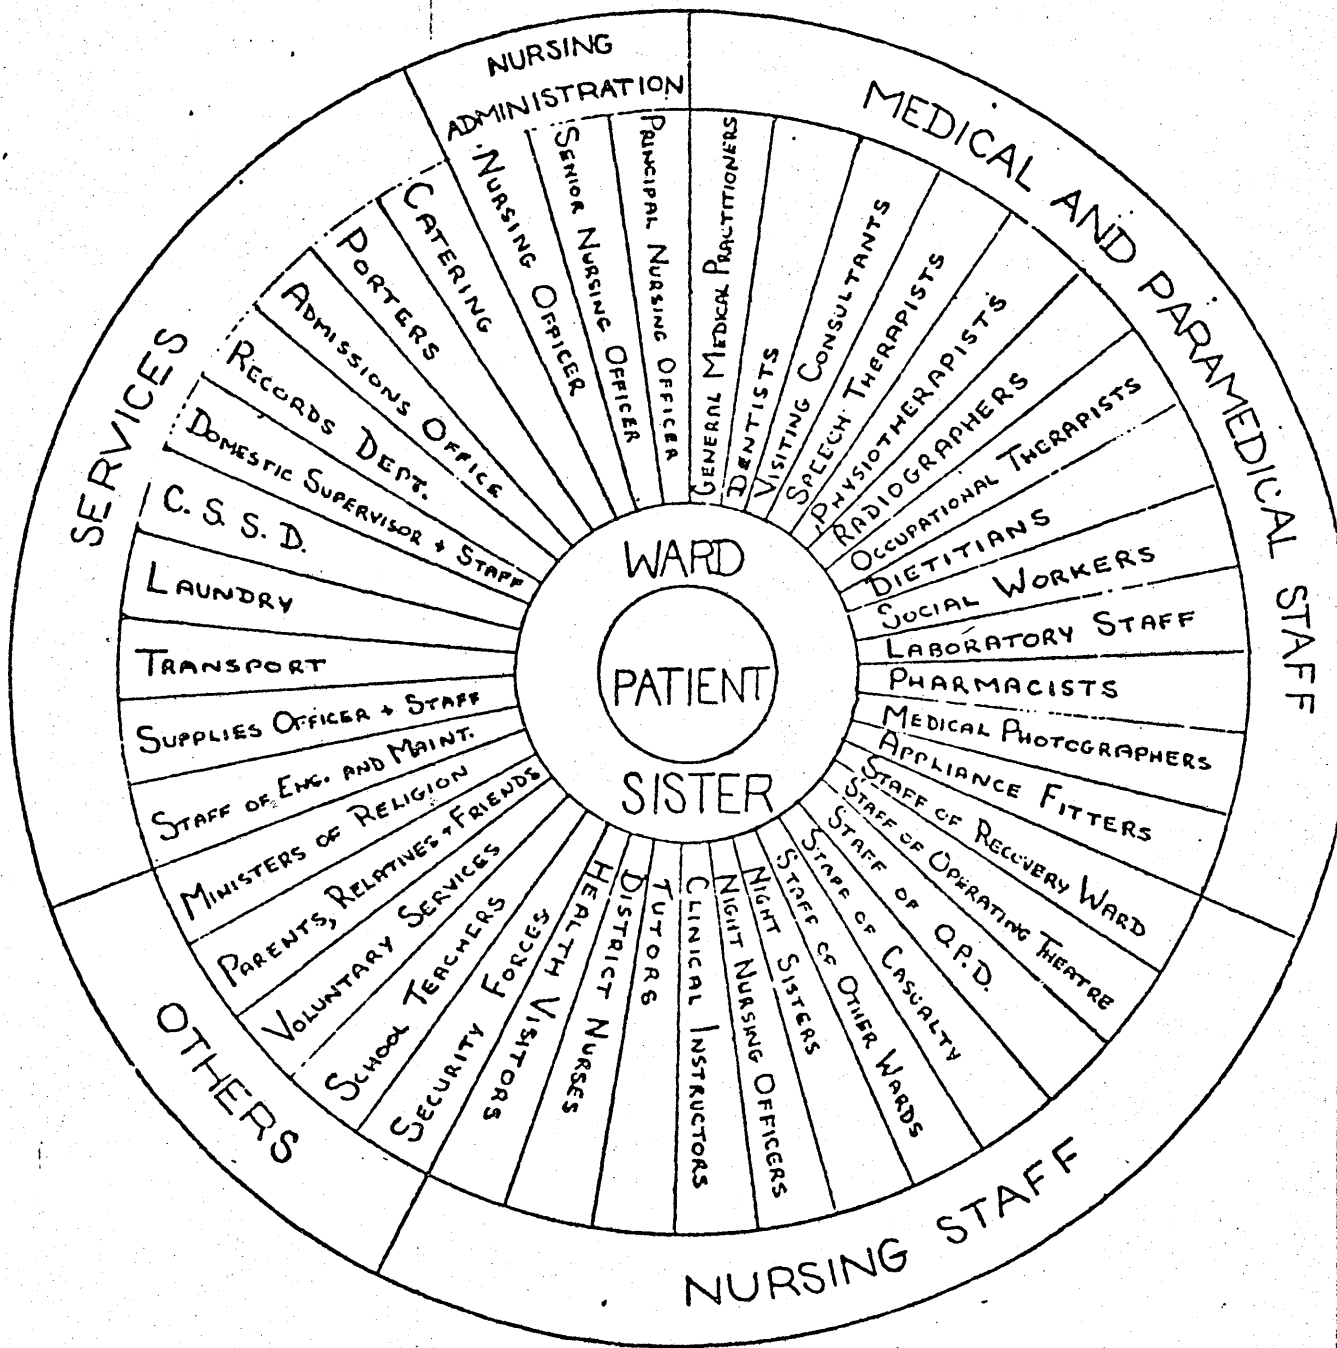 NURSING
ADMINISTRATION
NURSING OFFICER
SENIOR NURSING OFFICER
PRINCIPAL NURSING OFFICER
MEDICAL AND PARAMEDICAL STAFF
GENERAL MEDICAL PRACTITIONERS
DENTISTS
VISITING CONSULTANTS
SPEECH THERAPISTS
PHYSIOTHERAPISTS
RADIOGRAPHERS
OCCUPATIONAL THERAPISTS
DIETITIANS
SOCIAL WORKERS
LABORATORY STAFF
PHARMACISTS
MEDICAL PHOTOGRAPHERS
APPLIANCE FITTERS
NURSING STAFF
STAFF OF RECOVERY WARD
STAFF OF OPERATING THEATRE
STAFF OF O.P.D.
STAFF OF CASUALTY
STAFF OF OTHER WARDS
NIGHT SISTERS
NIGHT NURSING OFFICERS
CLINICAL INSTRUCTORS
TUTORS
DISTRICT NURSES
HEALTH VISITORS
OTHERS
SECURITY FORCES
SCHOOL TEACHERS
VOLUNTARY SERVICES
PARENTS, RELATIVES + FRIENDS
MINISTERS OF RELIGION
SERVICES
STAFF OF ENG. AND MAINT.
SUPPLIES OFFICER + STAFF
TRANSPORT
LAUNDRY
C.S.S.D.
DOMESTIC SUPERVISOR + STAFF
RECORDS DEPT.
ADMISSIONS OFFICE
PORTERS
CATERING
WARD
PATIENT
SISTER